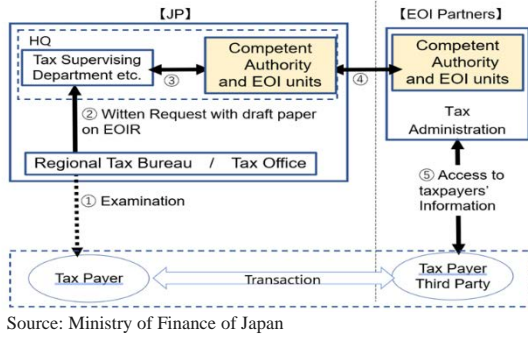 【JP】
【EOI Partners】
HQ
Tax Supervising
Department etc.
③
Competent
Authority
and EOI units
④
Competent
Authority
and EOI units
② Witten Request with draft paper
on EOIR
Tax
Administration
Regional Tax Bureau / Tax Office
① Examination
⑤ Access to
taxpayers'
Information
Tax Payer
Transaction
Tax Payer
Third Party
Source: Ministry of Finance of Japan